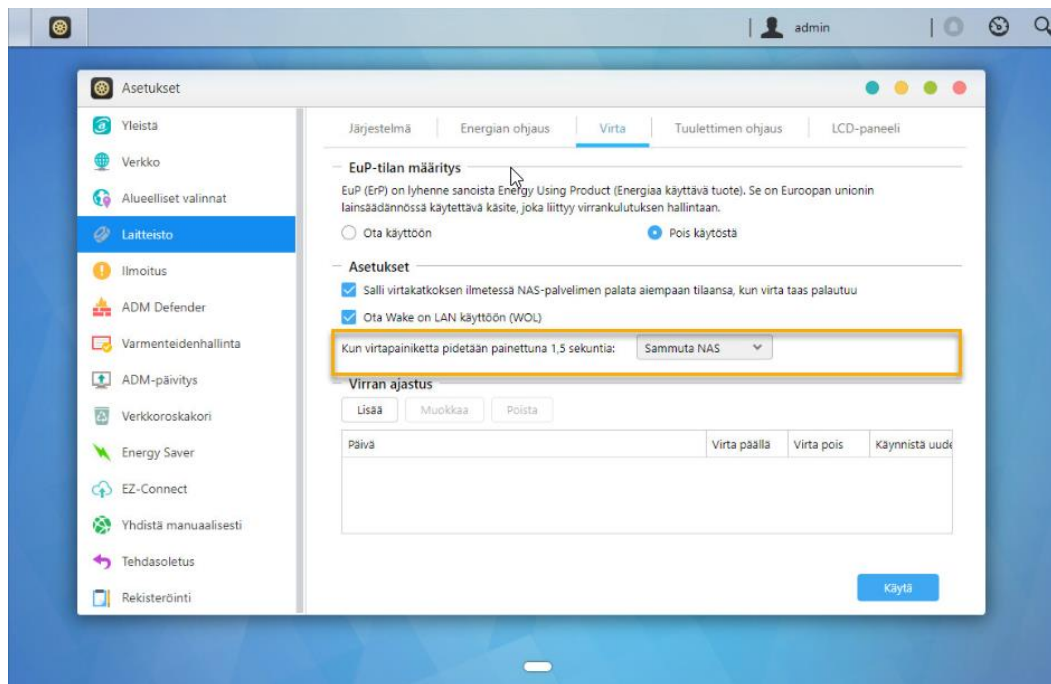 admin
Asetukset
Yleistä
Verkko
Alueelliset valinnat
Laitteisto
Ilmoitus
ADM Defender
Varmenteidenhallinta
ADM-päivitys
Verkkoroskakori
Energy Saver
EZ-Connect
Yhdistä manuaalisesti
Tehdasoletus
Rekisteröinti
Järjestelmä Energian ohjaus Virta Tuulettimen ohjaus LCD-paneeli
EuP-tilan määritys
EuP (ErP) on lyhenne sanoista Energy Using Product (Energiaa käyttävä tuote). Se on Euroopan unionin
lainsäädännössä käytettävä käsite, joka liittyy virrankulutuksen hallintaan.
Ota käyttöön Pois käytöstä
Asetukset
Salli virtakatkoksen ilmetessä NAS-palvelimen palata aiempaan tilaansa, kun virta taas palautuu
Ota Wake on LAN käyttöön (WOL)
Kun virtapainiketta pidetään painettuna 1,5 sekuntia: Sammuta NAS
Virran ajastus
Lisää Muokkaa Poista
Päivä Virta päällä Virta pois Käynnistä uude
Käytä